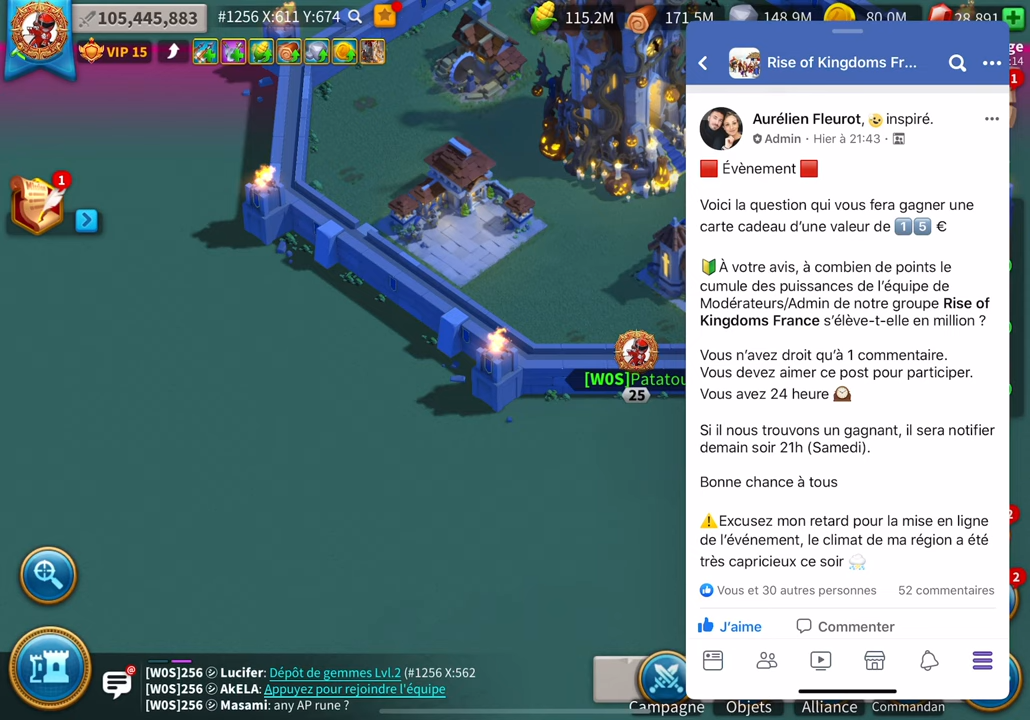 105,445,883
#1256 X:611 Y:674
115.2M
171.5M
148.9M
80.0M
28,891
VIP 15
1
[W0S]Patatou
25
Rise of Kingdoms Fr...
Aurélien Fleurot, 🤣 inspiré.
Admin · Hier à 21:43 ·
🟥 Évènement 🟥
Voici la question qui vous fera gagner une
carte cadeau d’une valeur de 1️⃣5️⃣ €
🔰À votre avis, à combien de points le
cumule des puissances de l’équipe de
Modérateurs/Admin de notre groupe Rise of
Kingdoms France s’élève-t-elle en million ?
Vous n’avez droit qu’à 1 commentaire.
Vous devez aimer ce post pour participer.
Vous avez 24 heure 🕰
Si il nous trouvons un gagnant, il sera notifier
demain soir 21h (Samedi).
Bonne chance à tous
⚠️Excusez mon retard pour la mise en ligne
de l’événement, le climat de ma région a été
très capricieux ce soir 🌧
Vous et 30 autres personnes
52 commentaires
J’aime
Commenter
1
2
2
[W0S]256 Lucifer: Dépôt de gemmes Lvl.2 (#1256 X:562
[W0S]256 AkELA: Appuyez pour rejoindre l’équipe
[W0S]256 Masami: any AP rune ?
Campagne
Objets
Alliance
Commandan